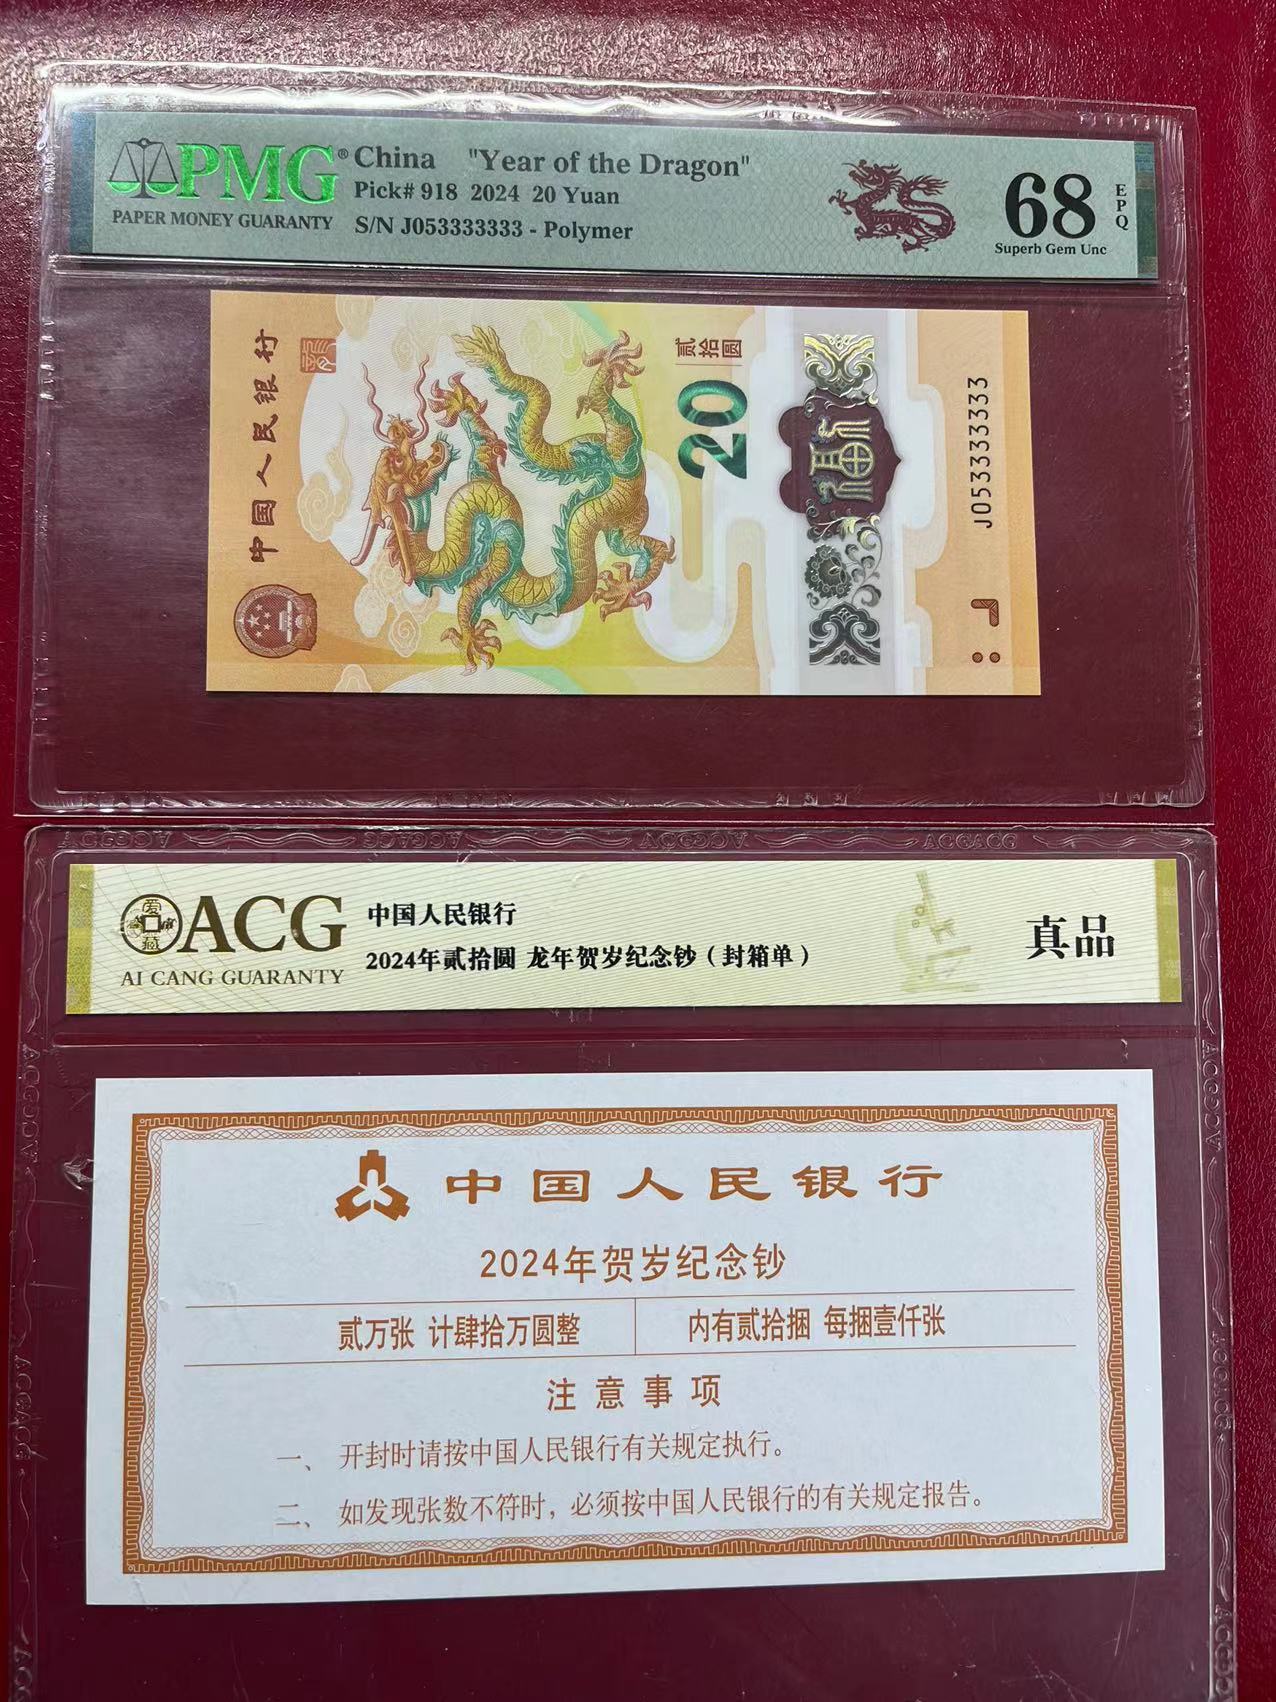 PMG® China "Year of the Dragon"
Pick# 918 2024 20 Yuan
PAPER MONEY GUARANTY
S/N J053333333 - Polymer
68
EPQ
Superb Gem Unc
中国人民银行
贰拾圆
20
福
J053333333
ACG
AI CANG GUARANTY
中国人民银行
2024年贰拾圆 龙年贺岁纪念钞（封箱单）
真品
中国人民银行
2024年贺岁纪念钞
贰万张 计肆拾万圆整
内有贰拾捆 每捆壹仟张
注意事项
一、 开封时请按中国人民银行有关规定执行。
二、 如发现张数不符时，必须按中国人民银行的有关规定报告。